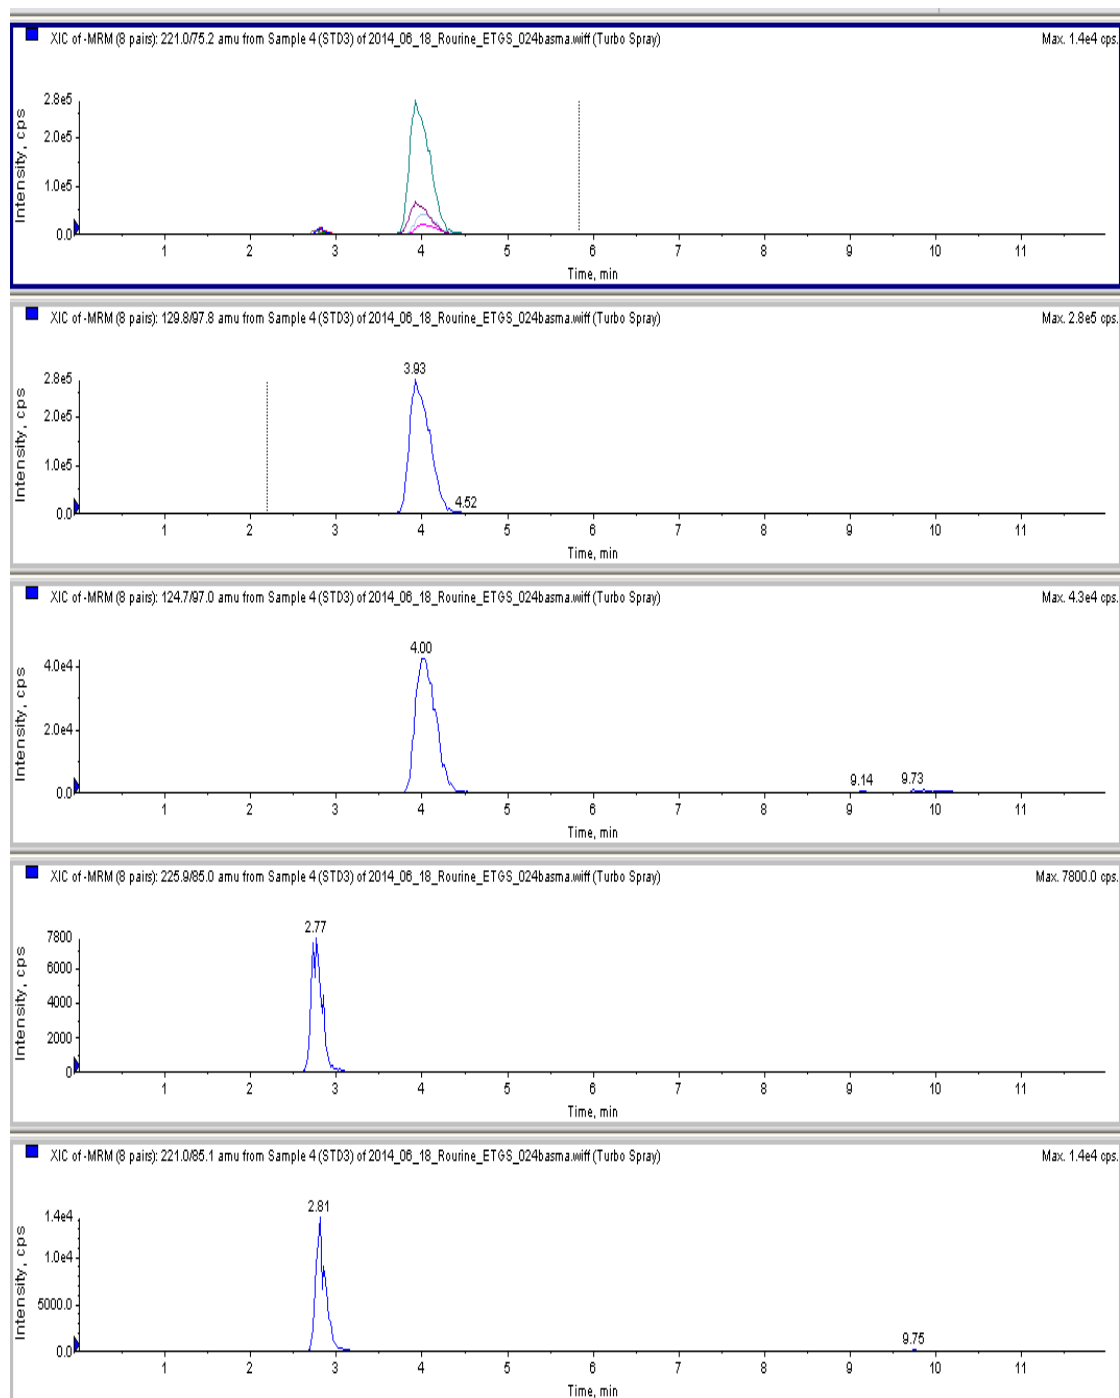 XIC of -MRM (8 pairs): 221.0/75.2 amu from Sample 4 (STD3) of 2014_06_18_Rourine_ETGS_024basma.wiff (Turbo Spray) Max. 1.4e4 cps.
Intensity, cps
2.8e5
2.0e5
1.0e5
0.0
1 2 3 4 5 6 7 8 9 10 11
Time, min
XIC of -MRM (8 pairs): 129.8/97.8 amu from Sample 4 (STD3) of 2014_06_18_Rourine_ETGS_024basma.wiff (Turbo Spray) Max. 2.8e5 cps.
Intensity, cps
3.93
2.8e5
2.0e5
1.0e5
4.52
0.0
1 2 3 4 5 6 7 8 9 10 11
Time, min
XIC of -MRM (8 pairs): 124.7/97.0 amu from Sample 4 (STD3) of 2014_06_18_Rourine_ETGS_024basma.wiff (Turbo Spray) Max. 4.3e4 cps.
Intensity, cps
4.00
4.0e4
2.0e4
9.14 9.73
0.0
1 2 3 4 5 6 7 8 9 10 11
Time, min
XIC of -MRM (8 pairs): 225.9/85.0 amu from Sample 4 (STD3) of 2014_06_18_Rourine_ETGS_024basma.wiff (Turbo Spray) Max. 7800.0 cps.
Intensity, cps
2.77
7800
6000
4000
2000
0
1 2 3 4 5 6 7 8 9 10 11
Time, min
XIC of -MRM (8 pairs): 221.0/85.1 amu from Sample 4 (STD3) of 2014_06_18_Rourine_ETGS_024basma.wiff (Turbo Spray) Max. 1.4e4 cps.
Intensity, cps
2.81
1.4e4
1.0e4
5000.0
9.75
0.0
1 2 3 4 5 6 7 8 9 10 11
Time, min